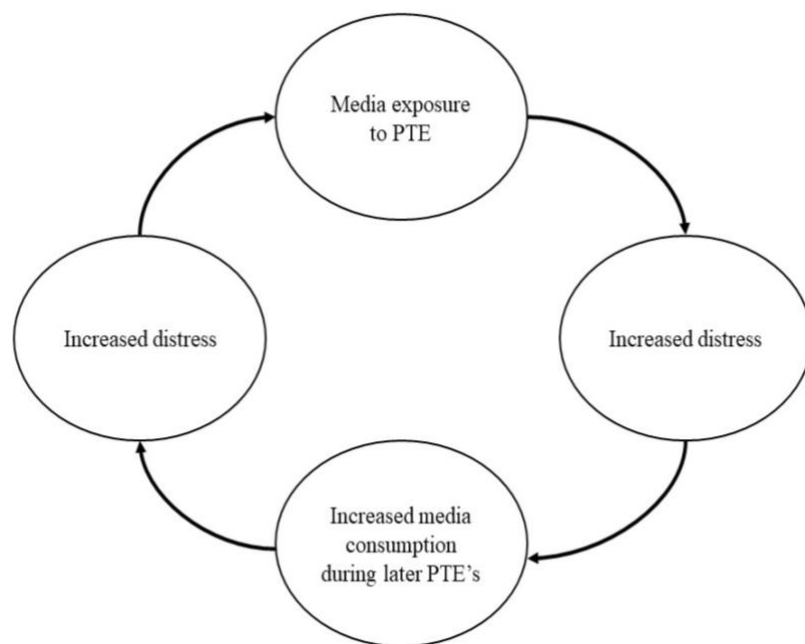 Media exposure
to PTE
Increased distress
Increased distress
Increased media
consumption
during later PTE’s